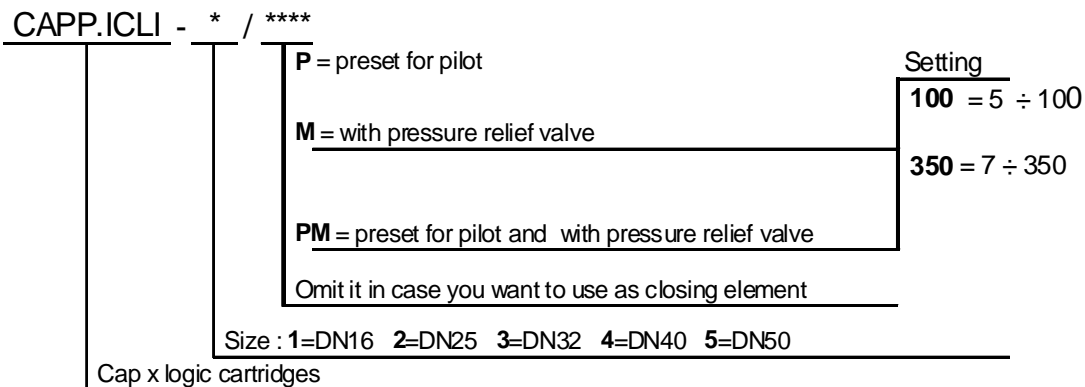 CAPP.ICLI - * / ****
P = preset for pilot
Setting
100 = 5 ÷ 100
M = with pressure relief valve
350 = 7 ÷ 350
PM = preset for pilot and with pressure relief valve
Omit it in case you want to use as closing element
Size : 1=DN16 2=DN25 3=DN32 4=DN40 5=DN50
Cap x logic cartridges